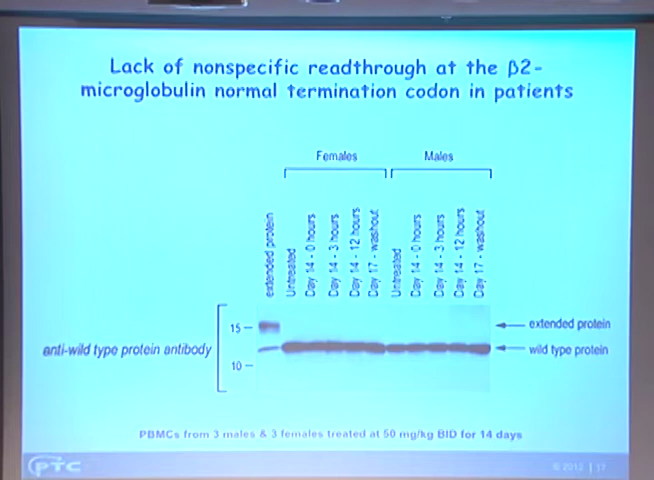 Lack of nonspecific readthrough at the β2-
microglobulin normal termination codon in patients
Females
Males
extended protein
Untreated
Day 14 - 0 hours
Day 14 - 3 hours
Day 14 - 12 hours
Day 17 - washout
Untreated
Day 14 - 0 hours
Day 14 - 3 hours
Day 14 - 12 hours
Day 17 - washout
15
extended protein
anti-wild type protein antibody
wild type protein
10
PBMCs from 3 males & 3 females treated at 50 mg/kg BID for 14 days
PTC
© 2012 | 17